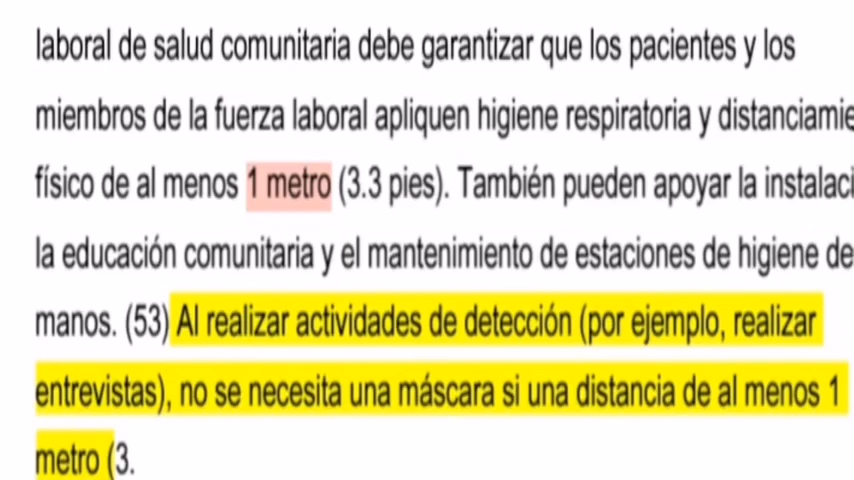 laboral de salud comunitaria debe garantizar que los pacientes y los
miembros de la fuerza laboral apliquen higiene respiratoria y distanciamie
físico de al menos 1 metro (3.3 pies). También pueden apoyar la instalaci
la educación comunitaria y el mantenimiento de estaciones de higiene de
manos. (53) Al realizar actividades de detección (por ejemplo, realizar
entrevistas), no se necesita una máscara si una distancia de al menos 1
metro (3.